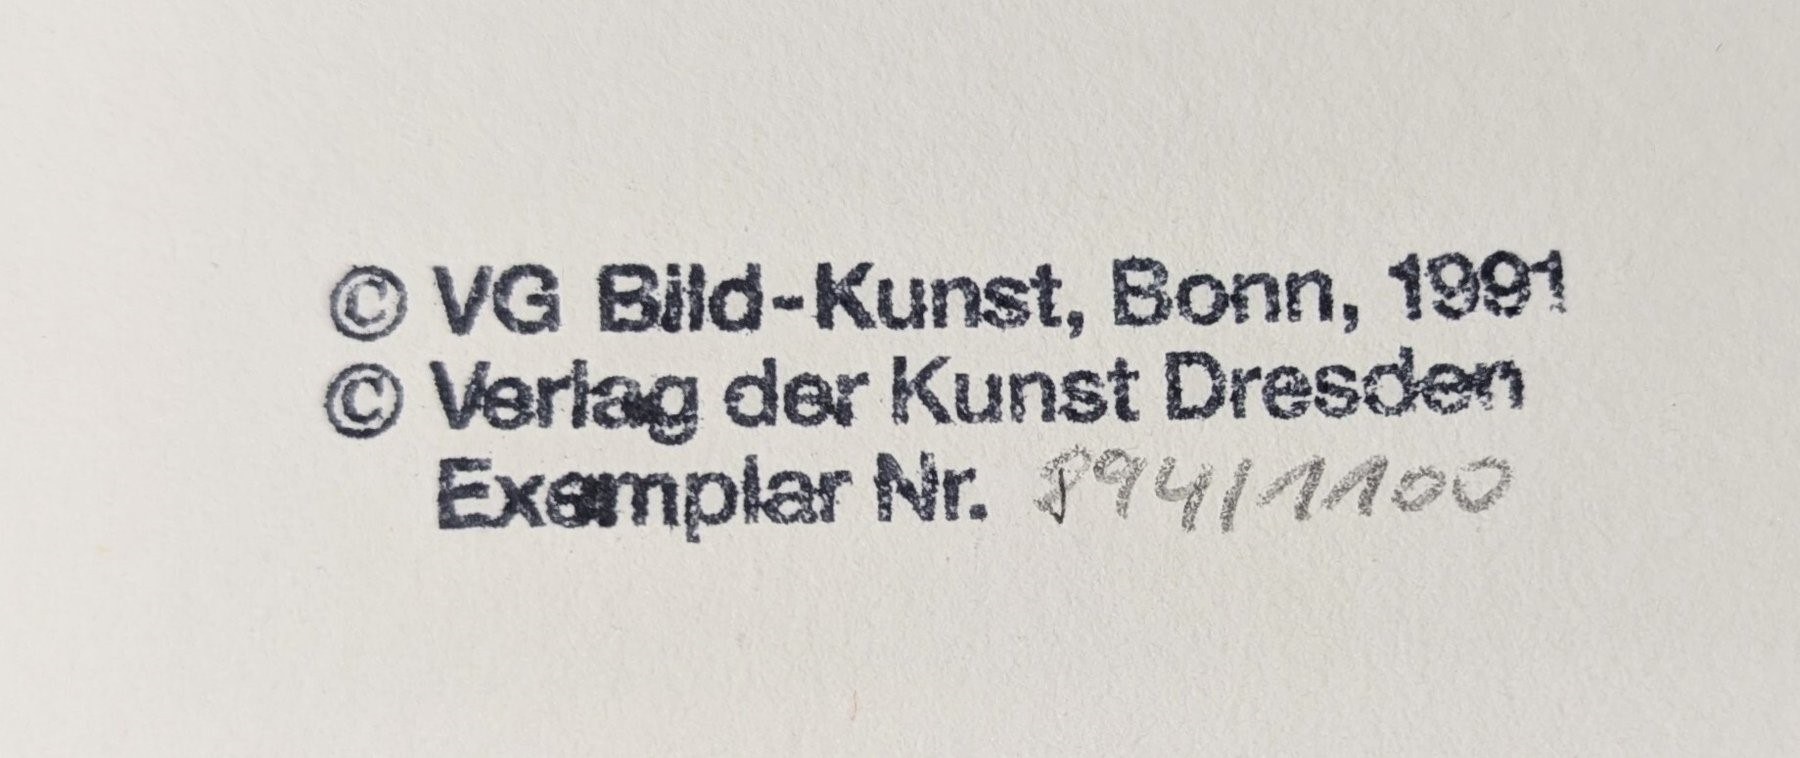 © VG Bild-Kunst, Bonn, 1991
© Verlag der Kunst Dresden
Exemplar Nr. 894/1100